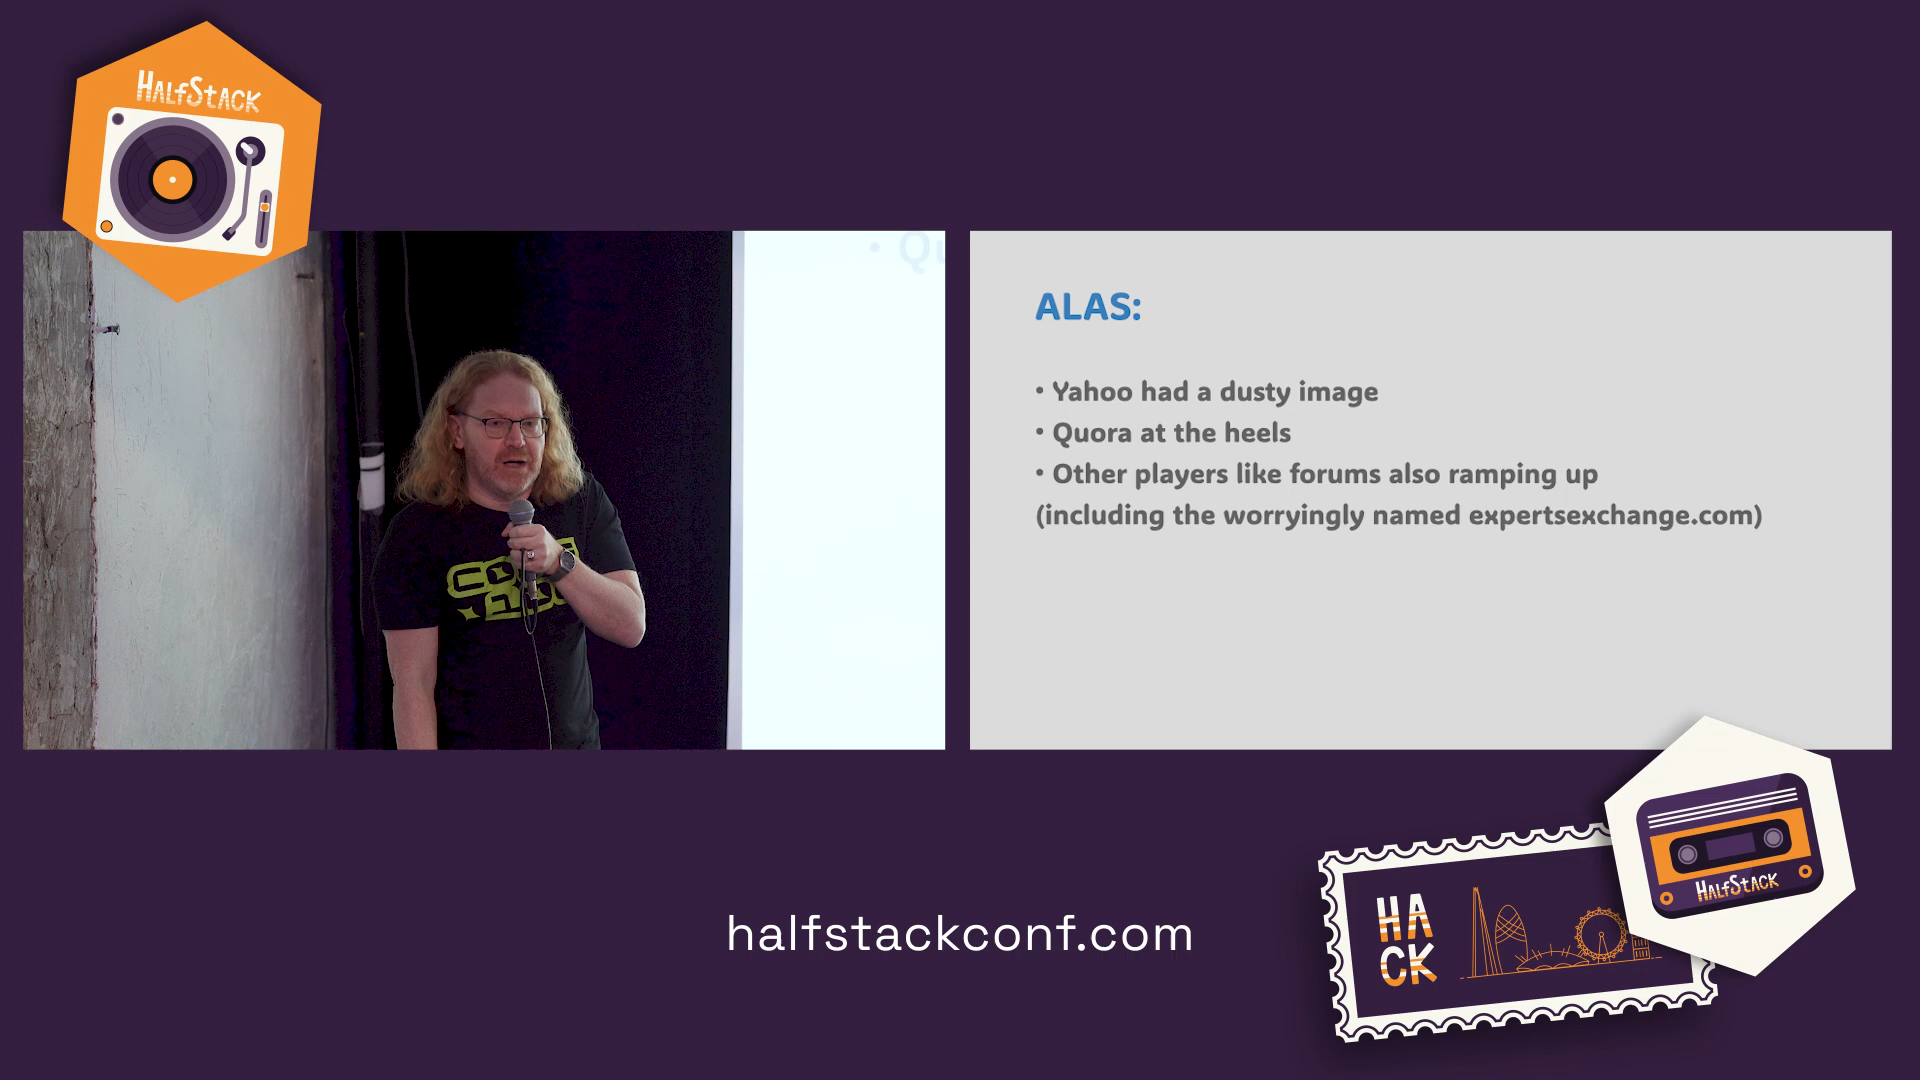 HALFSTACK
• Qu
ALAS:
• Yahoo had a dusty image
• Quora at the heels
• Other players like forums also ramping up
(including the worryingly named expertsexchange.com)
halfstackconf.com
HA
CK
HALFSTACK